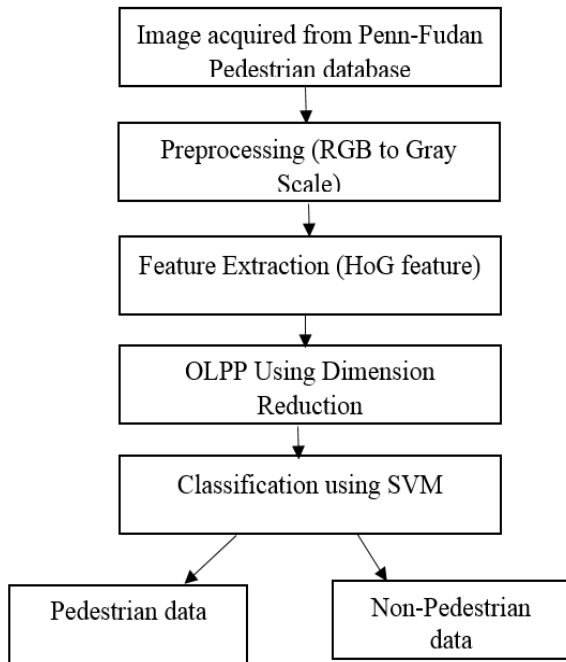 Image acquired from Penn-Fudan
Pedestrian database
Preprocessing (RGB to Gray
Scale)
Feature Extraction (HoG feature)
OLPP Using Dimension
Reduction
Classification using SVM
Pedestrian data
Non-Pedestrian
data